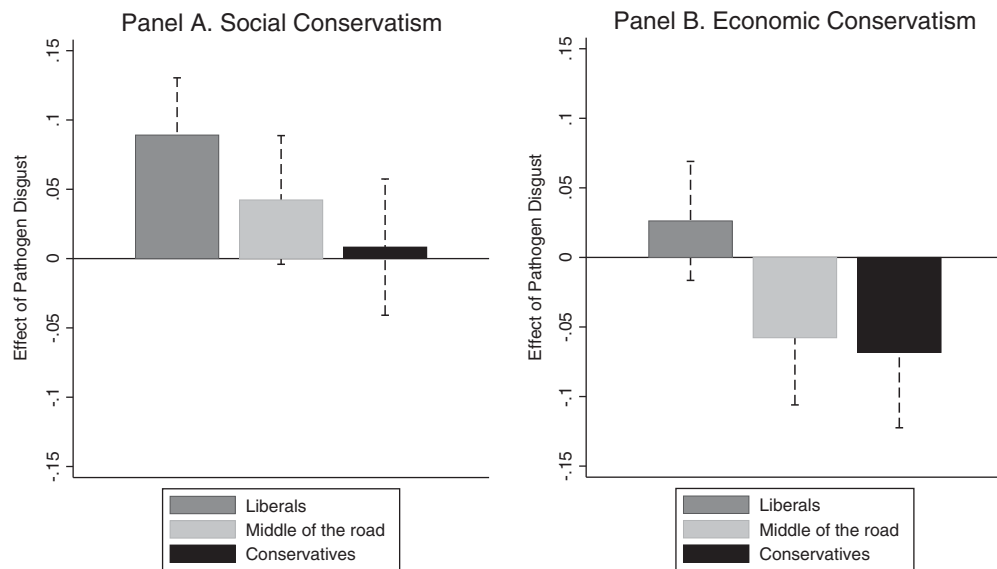 Panel A. Social Conservatism
Effect of Pathogen Disgust
.15
.1
.05
0
-.05
-.1
-.15
Liberals
Middle of the road
Conservatives
Panel B. Economic Conservatism
Effect of Pathogen Disgust
.15
.1
.05
0
-.05
-.1
-.15
Liberals
Middle of the road
Conservatives